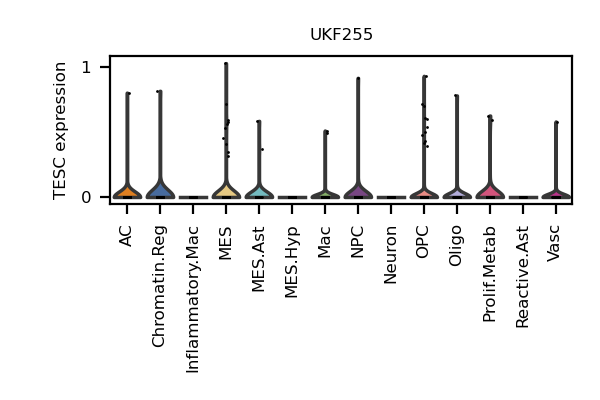 UKF255
TESC expression
1
0
AC
Chromatin.Reg
Inflammatory.Mac
MES
MES.Ast
MES.Hyp
Mac
NPC
Neuron
OPC
Oligo
Prolif.Metab
Reactive.Ast
Vasc